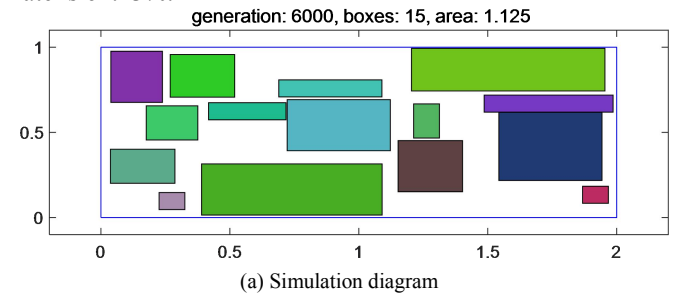 generation: 6000, boxes: 15, area: 1.125
1
0.5
0
0 0.5 1 1.5 2
(a) Simulation diagram